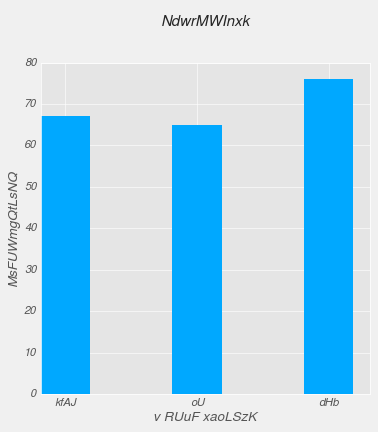 NdwrMWlnxk
80
70
60
50
40
30
20
10
0
MsFUWmgQtLsNQ
kfAJ oU dHb
v RUuF xaoLSzK